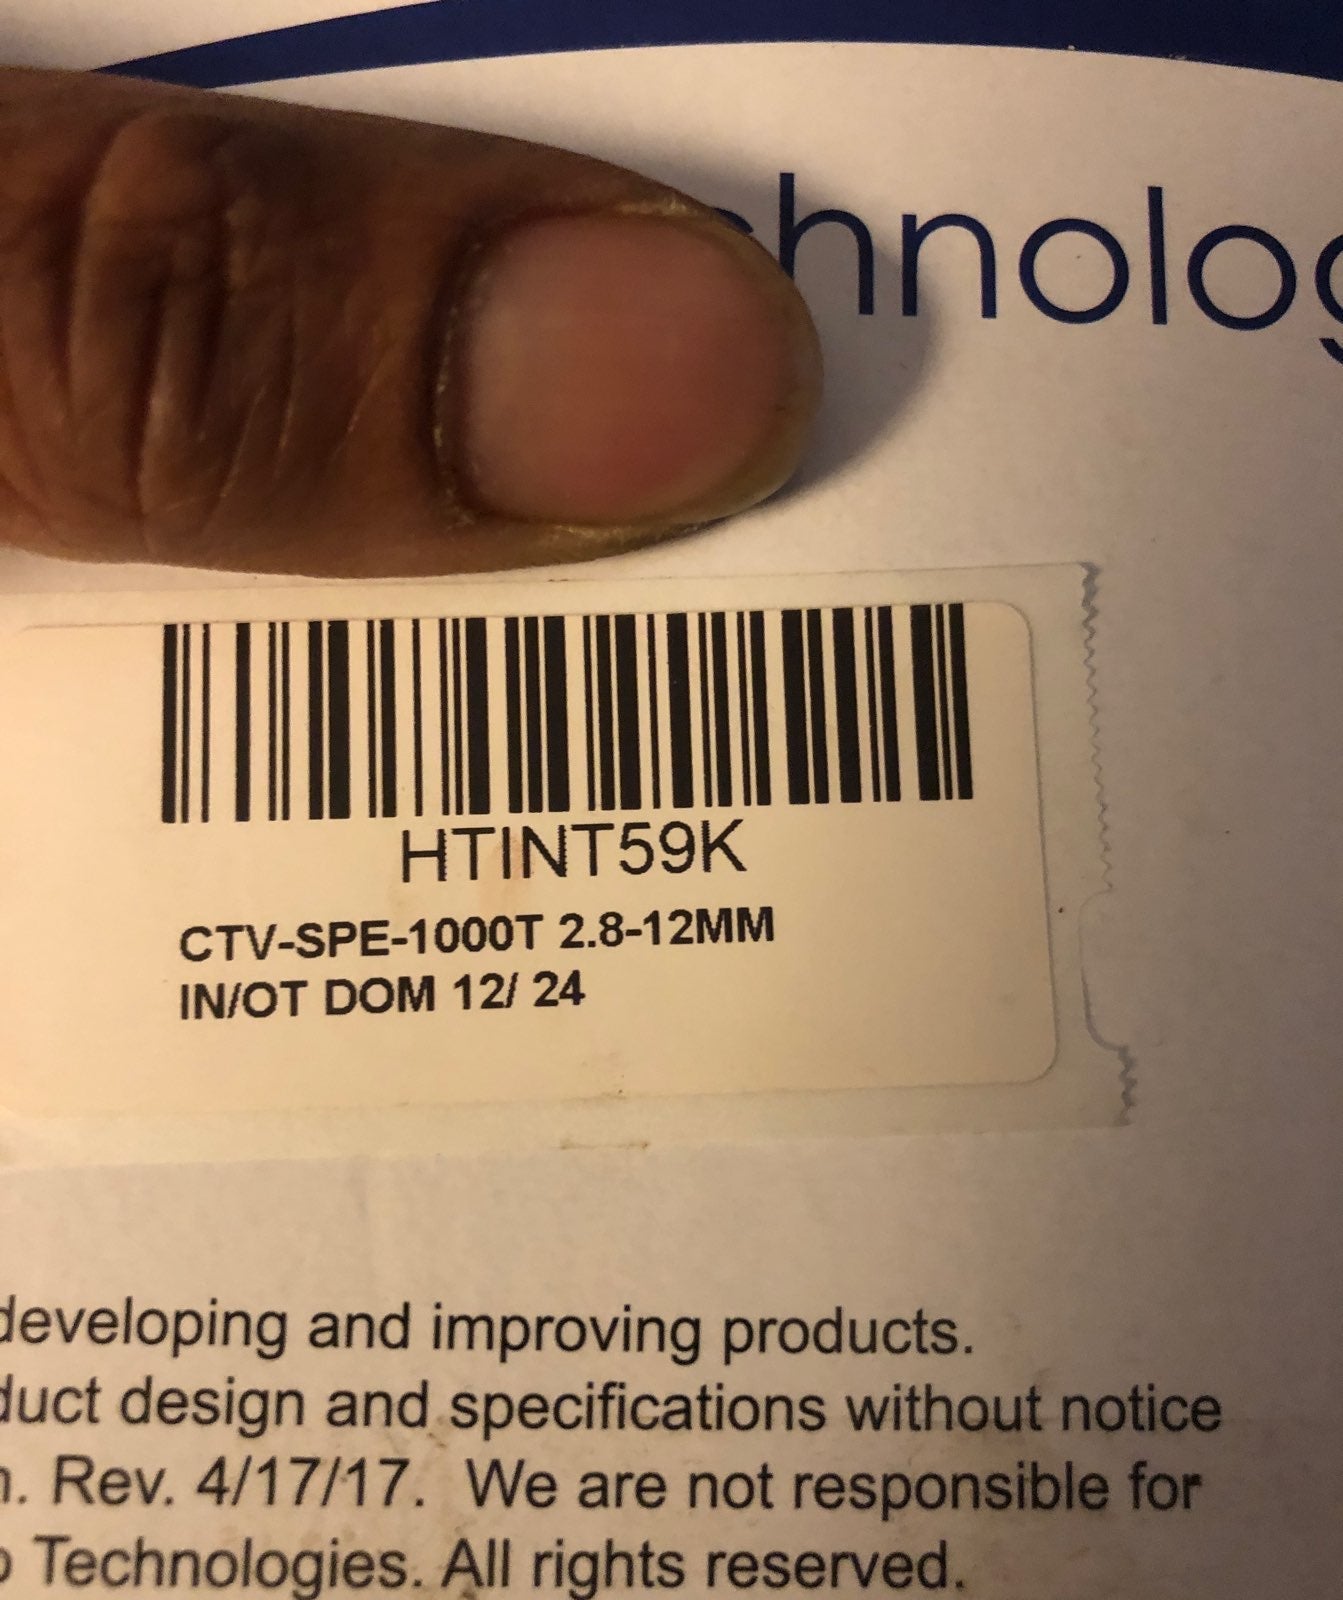 hnolog
HTINT59K
CTV-SPE-1000T 2.8-12MM
IN/OT DOM 12/ 24
developing and improving products.
duct design and specifications without notice
n. Rev. 4/17/17. We are not responsible for
o Technologies. All rights reserved.